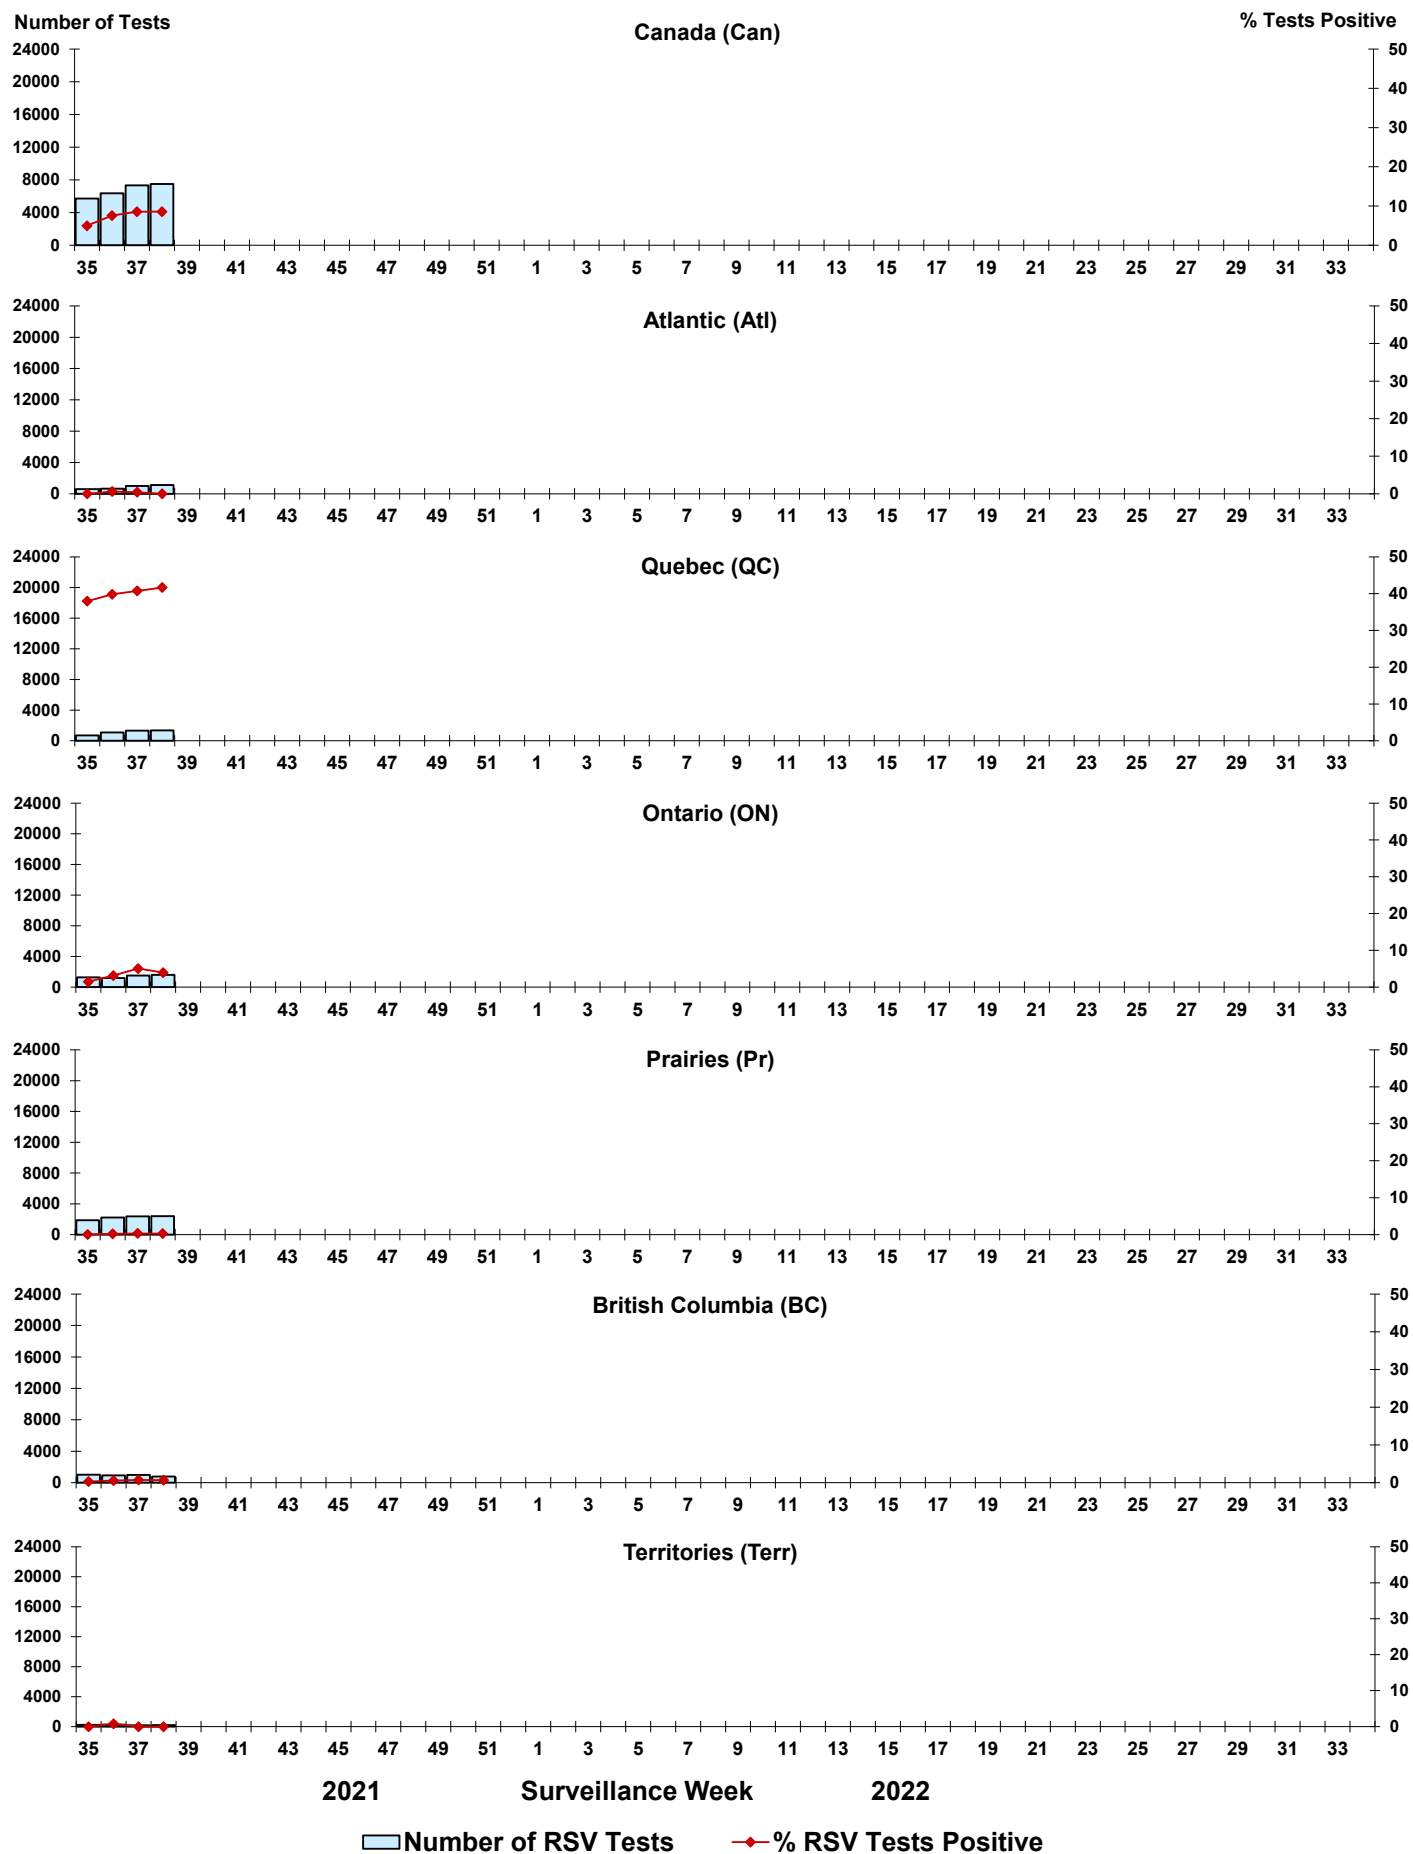 Number of Tests
Canada (Can)
% Tests Positive
24000 50
20000 40
16000 30
12000
8000 20
4000 10
0 0
35 37 39 41 43 45 47 49 51 1 3 5 7 9 11 13 15 17 19 21 23 25 27 29 31 33
Atlantic (Atl)
24000 50
20000 40
16000 30
12000
8000 20
4000 10
0 0
35 37 39 41 43 45 47 49 51 1 3 5 7 9 11 13 15 17 19 21 23 25 27 29 31 33
Quebec (QC)
24000 50
20000 40
16000 30
12000
8000 20
4000 10
0 0
35 37 39 41 43 45 47 49 51 1 3 5 7 9 11 13 15 17 19 21 23 25 27 29 31 33
Ontario (ON)
24000 50
20000 40
16000 30
12000
8000 20
4000 10
0 0
35 37 39 41 43 45 47 49 51 1 3 5 7 9 11 13 15 17 19 21 23 25 27 29 31 33
Prairies (Pr)
24000 50
20000 40
16000 30
12000
8000 20
4000 10
0 0
35 37 39 41 43 45 47 49 51 1 3 5 7 9 11 13 15 17 19 21 23 25 27 29 31 33
British Columbia (BC)
24000 50
20000 40
16000 30
12000
8000 20
4000 10
0 0
35 37 39 41 43 45 47 49 51 1 3 5 7 9 11 13 15 17 19 21 23 25 27 29 31 33
Territories (Terr)
24000 50
20000 40
16000 30
12000
8000 20
4000 10
0 0
35 37 39 41 43 45 47 49 51 1 3 5 7 9 11 13 15 17 19 21 23 25 27 29 31 33
2021 Surveillance Week 2022
Number of RSV Tests % RSV Tests Positive